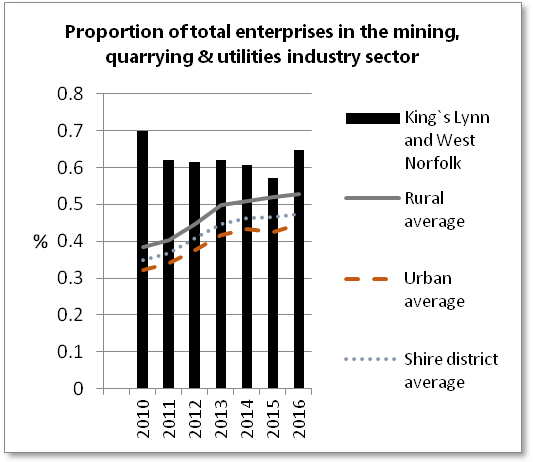 Proportion of total enterprises in the mining,
quarrying & utilities industry sector
0.8
0.7
0.6
0.5
0.4
0.3
0.2
0.1
0
%
2010
2011
2012
2013
2014
2015
2016
King`s Lynn
and West
Norfolk
Rural
average
Urban
average
Shire district
average